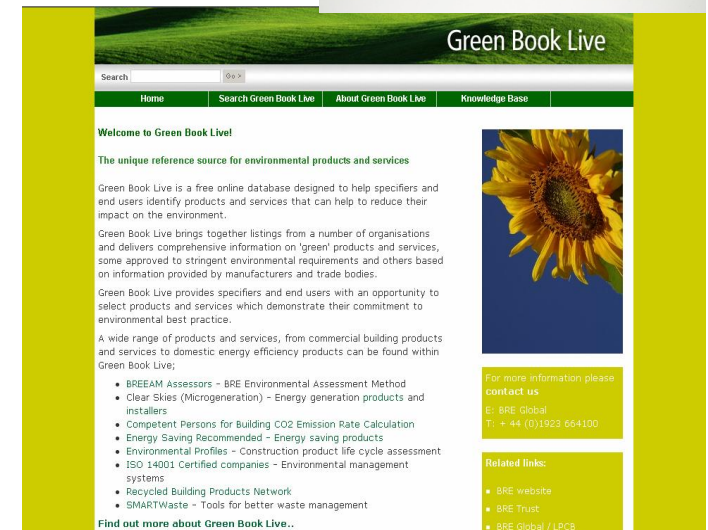 Green Book Live
Search
Go >
Home
Search Green Book Live
About Green Book Live
Knowledge Base
Welcome to Green Book Live!
The unique reference source for environmental products and services
Green Book Live is a free online database designed to help specifiers and
end users identify products and services that can help to reduce their
impact on the environment.
Green Book Live brings together listings from a number of organisations
and delivers comprehensive information on 'green' products and services,
some approved to stringent environmental requirements and others based
on information provided by manufacturers and trade bodies.
Green Book Live provides specifiers and end users with an opportunity to
select products and services which demonstrate their commitment to
environmental best practice.
A wide range of products and services, from commercial building products
and services to domestic energy efficiency products can be found within
Green Book Live;
• BREEAM Assessors - BRE Environmental Assessment Method
• Clear Skies (Microgeneration) - Energy generation products and
installers
• Competent Persons for Building CO2 Emission Rate Calculation
• Energy Saving Recommended - Energy saving products
• Environmental Profiles - Construction product life cycle assessment
• ISO 14001 Certified companies - Environmental management
systems
• Recycled Building Products Network
• SMARTWaste - Tools for better waste management
Find out more about Green Book Live..
For more information please
contact us
E: BRE Global
T: + 44 (0)1923 664100
Related links:
• BRE website
• BRE Trust
• BRE Global / LPCB